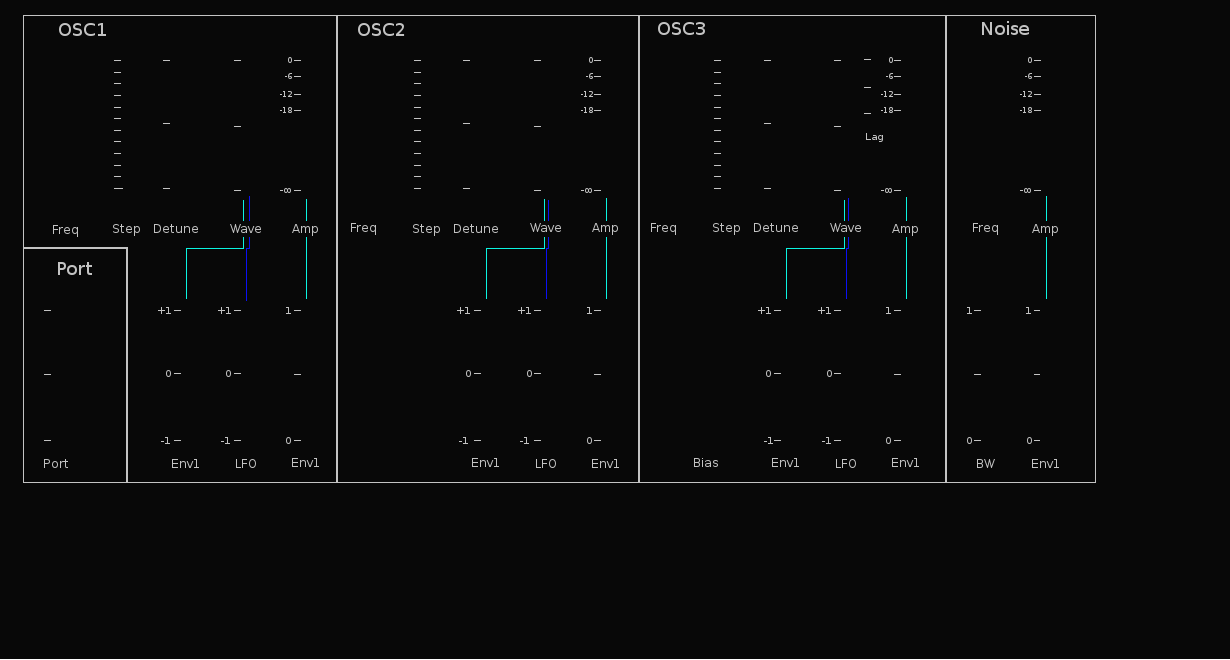 OSC1 OSC2 OSC3 Noise
0 0 0 0
-6 -6 -6 -6
-12 -12 -12 -12
-18 -18 -18 -18
Lag
-∞ -∞ -∞ -∞
Freq Step Detune Wave Amp Freq Step Detune Wave Amp Freq Step Detune Wave Amp Freq Amp
Port
+1 +1 1 +1 +1 1 +1 +1 1 1 1
0 0 0 0 0 0
-1 -1 0 -1 -1 0 -1 -1 0 0 0
Port Env1 LFO Env1 Env1 LFO Env1 Bias Env1 LFO Env1 BW Env1